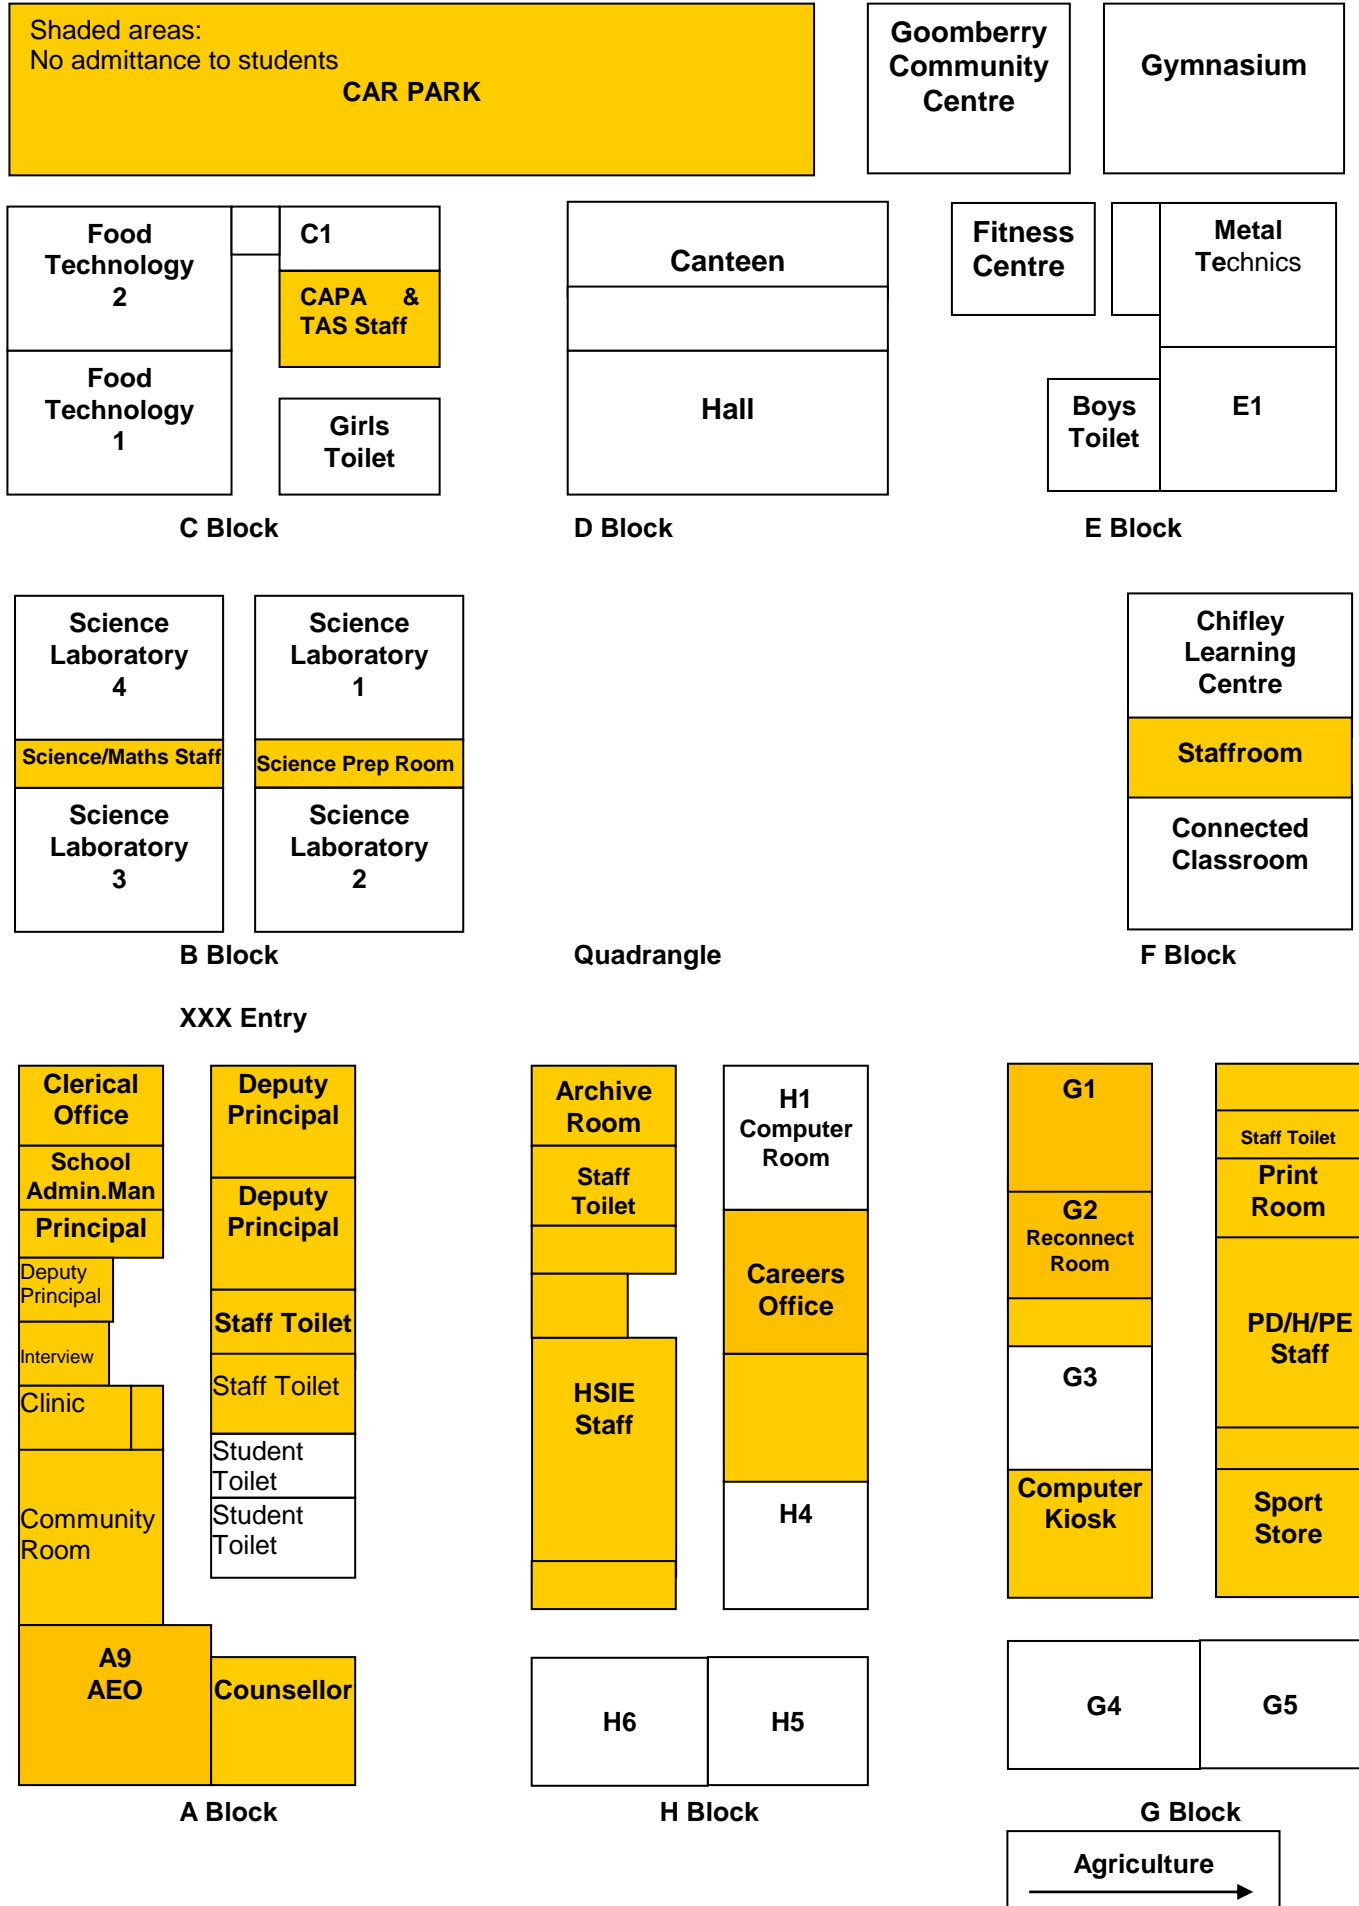 Shaded areas:
No admittance to students
CAR PARK
Goomberry
Community
Centre
Gymnasium
Food
Technology
2
C1
CAPA & 
TAS Staff
Food
Technology
1
Girls
Toilet
C Block
Canteen
Hall
D Block
Fitness
Centre
Metal
Technics
Boys
Toilet
E1
E Block
Science
Laboratory
4
Science/Maths Staff
Science
Laboratory
3
Science
Laboratory
1
Science Prep Room
Science
Laboratory
2
B Block
Quadrangle
Chifley
Learning
Centre
Staffroom
Connected
Classroom
F Block
XXX Entry
Clerical
Office
School
Admin.Man
Principal
Deputy
Principal
Interview
Clinic
Community
Room
A9
AEO
Deputy
Principal
Deputy
Principal
Staff Toilet
Staff Toilet
Student
Toilet
Student
Toilet
Counsellor
A Block
Archive
Room
Staff
Toilet
HSIE
Staff
H1
Computer
Room
Careers
Office
H4
H6
H5
H Block
G1
G2
Reconnect
Room
G3
Computer
Kiosk
Staff Toilet
Print
Room
PD/H/PE
Staff
Sport
Store
G4
G5
G Block
Agriculture